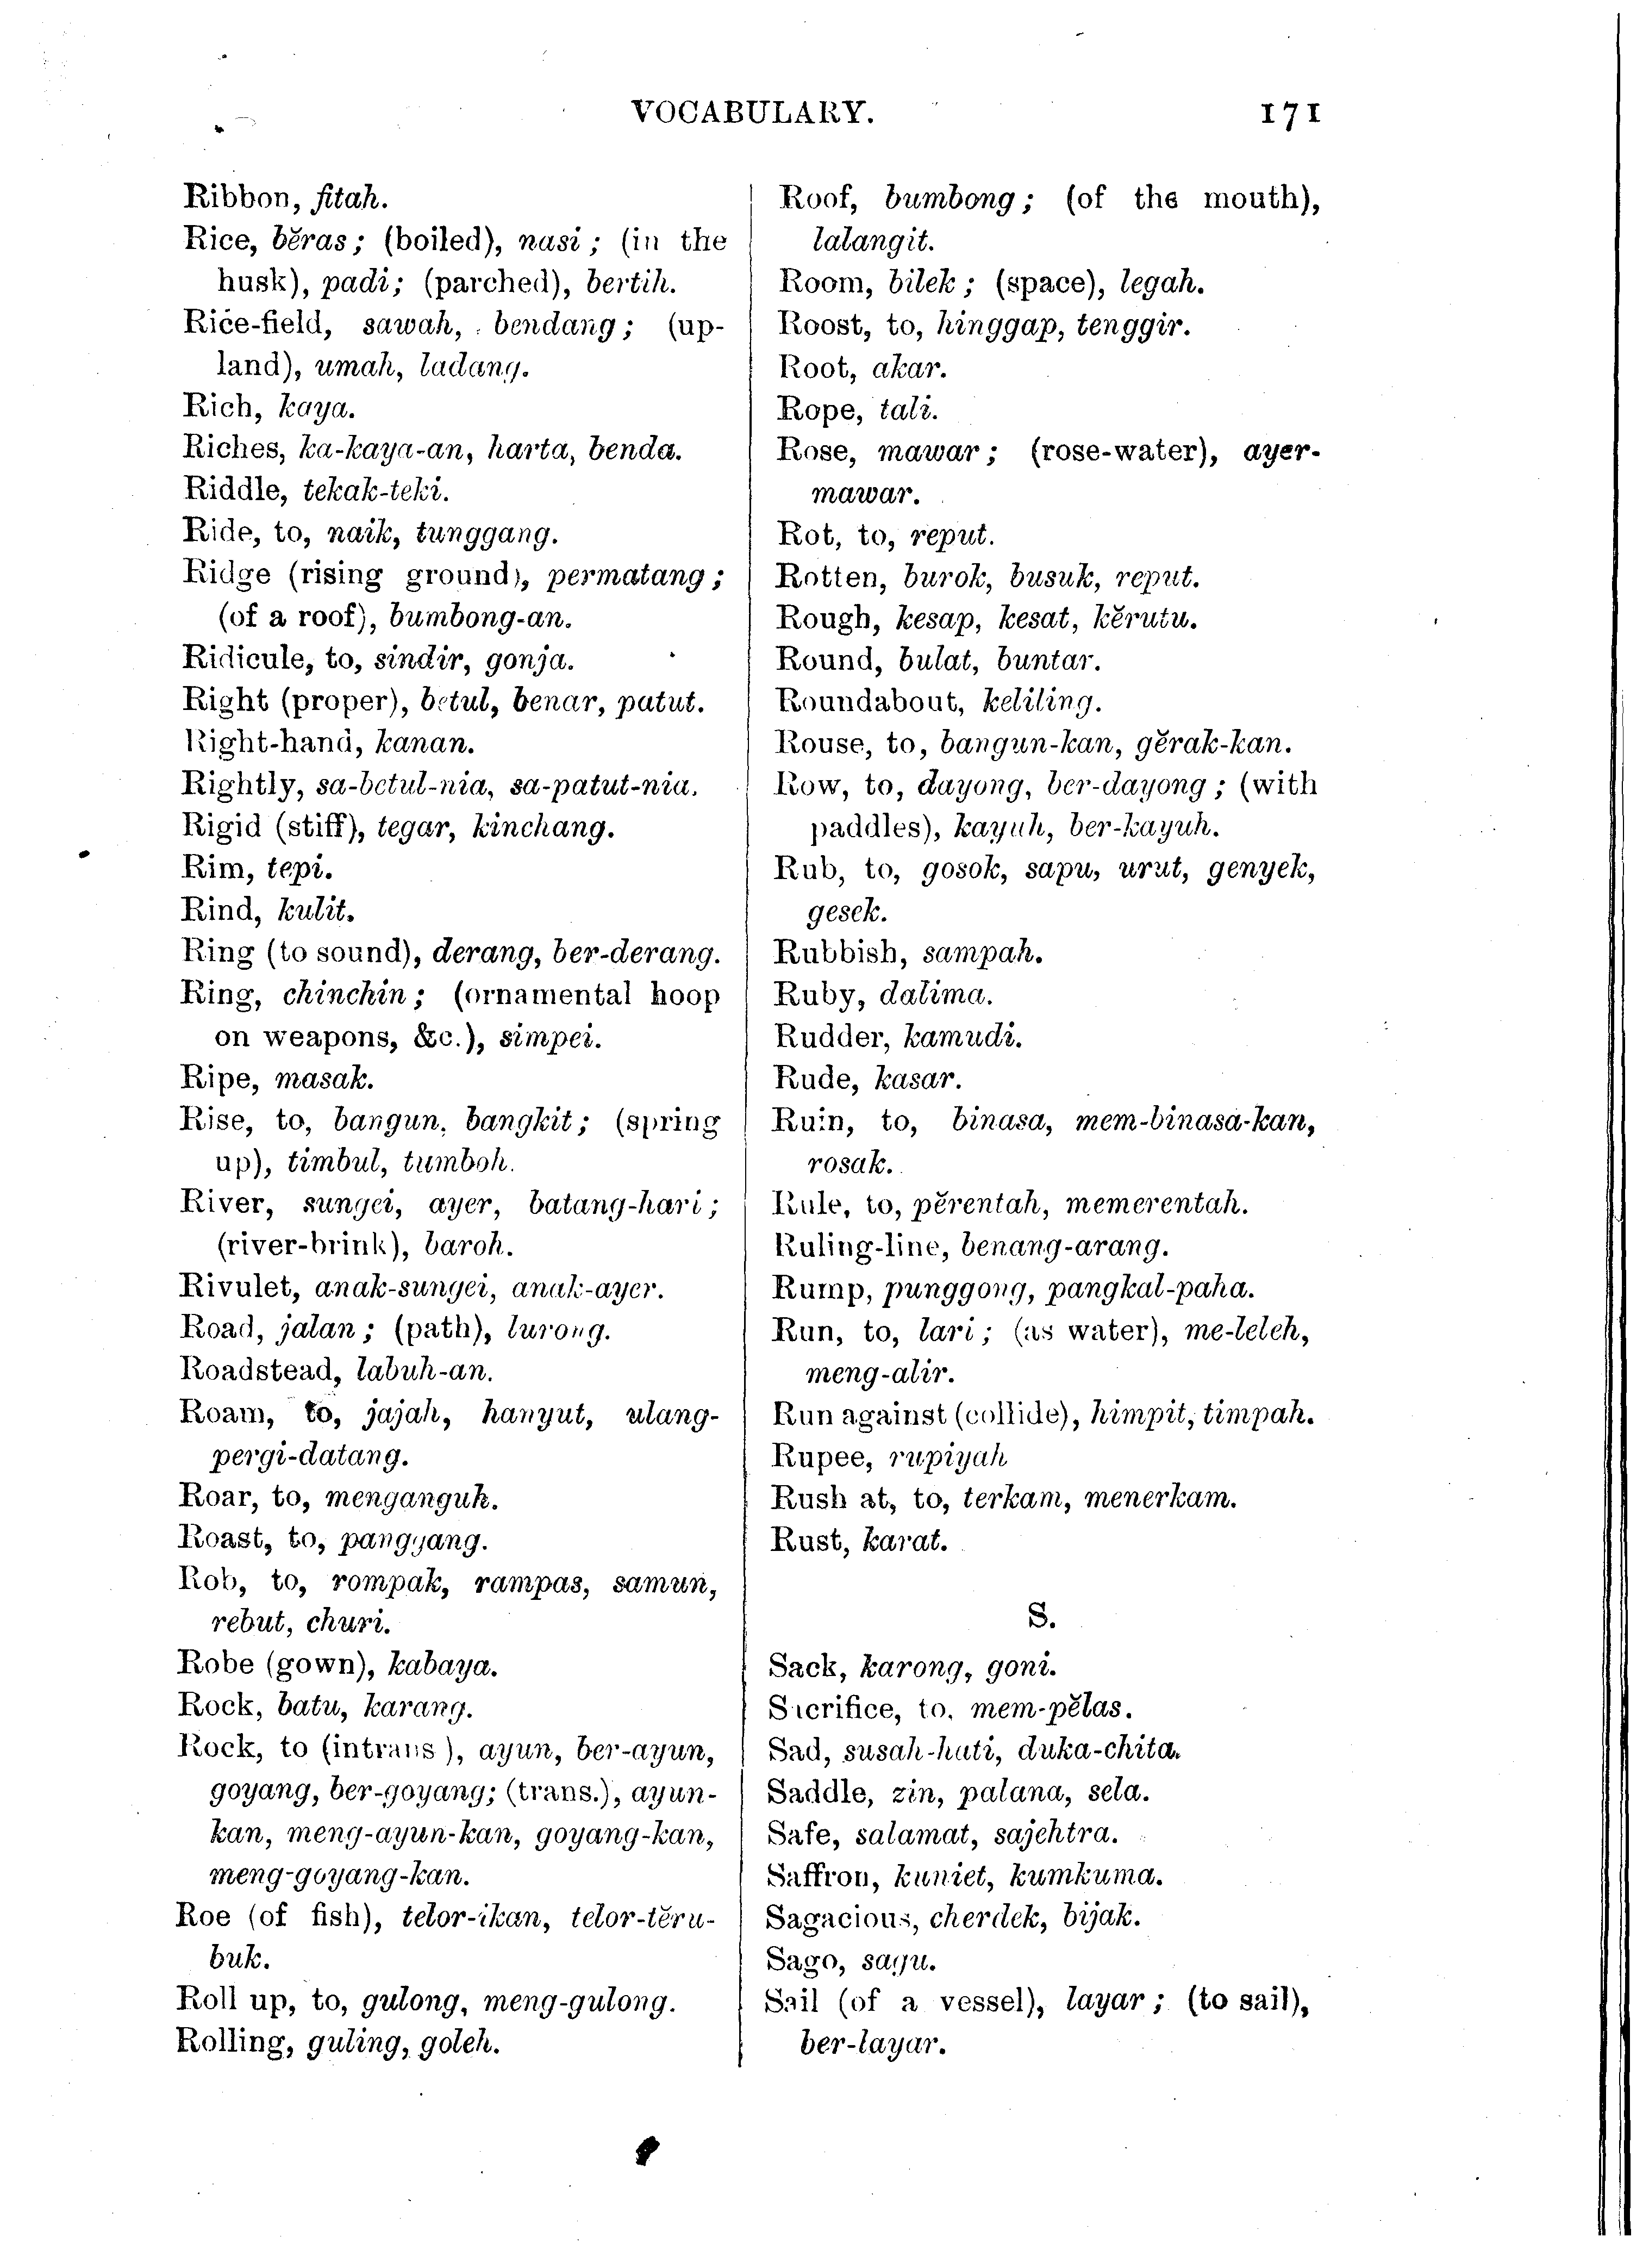 VOCABULARY. 171
Ribbon, fitah.
Rice, bĕras; (boiled), nasi; (in the
husk), padi; (parched), bertih.
Rice-field, sawah, bendang; (up-
land), umah, ladang.
Rich, kaya.
Riches, ka-kaya-an, harta, benda.
Riddle, tekak-teki.
Ride, to, naik, tunggang.
Ridge (rising ground), permatang;
(of a roof), bumbong-an.
Ridicule, to, sindir, gonja.
Right (proper), betul, benar, patut.
Right-hand, kanan.
Rightly, sa-betul-nia, sa-patut-nia.
Rigid (stiff), tegar, kinchang.
Rim, tepi.
Rind, kulit.
Ring (to sound), derang, ber-derang.
Ring, chinchin; (ornamental hoop
on weapons, &c.), simpei.
Ripe, masak.
Rise, to, bangun, bangkit; (spring
up), timbul, tumboh.
River, sungei, ayer, batang-hari;
(river-brink), baroh.
Rivulet, anak-sungei, anak-ayer.
Road, jalan; (path), lurong.
Roadstead, labuh-an.
Roam, to, jajah, hanyut, ulang-
pergi-datang.
Roar, to, menganguh.
Roast, to, panggang.
Rob, to, rompak, rampas, samun,
rebut, churi.
Robe (gown), kabaya.
Rock, batu, karang.
Rock, to (intrans), ayun, ber-ayun,
goyang, ber-goyang; (trans.), ayun-
kan, meng-ayun-kan, goyang-kan,
meng-goyang-kan.
Roe (of fish), telor-ikan, telor-tĕru-
buk.
Roll up, to, gulong, meng-gulong.
Rolling, guling, goleh.
Roof, bumbong; (of the mouth),
lalangit.
Room, bilek; (space), legah.
Roost, to, hinggap, tenggir.
Root, akar.
Rope, tali.
Rose, mawar; (rose-water), ayer-
mawar.
Rot, to, reput.
Rotten, burok, busuk, reput.
Rough, kesap, kesat, kĕrutu.
Round, bulat, buntar.
Roundabout, keliling.
Rouse, to, bangun-kan, gĕrak-kan.
Row, to, dayong, ber-dayong; (with
paddles), kayuh, ber-kayuh.
Rub, to, gosok, sapu, urut, genyek,
gesek.
Rubbish, sampah.
Ruby, dalima.
Rudder, kamudi.
Rude, kasar.
Ruin, to, binasa, mem-binasa-kan,
rosak.
Rule, to, pĕrentah, memerentah.
Ruling-line, benang-arang.
Rump, punggong, pangkal-paha.
Run, to, lari; (as water), me-leleh,
meng-alir.
Run against (collide), himpit, timpah.
Rupee, rupiyah
Rush at, to, terkam, menerkam.
Rust, karat.
S.
Sack, karong, goni.
Sacrifice, to, mem-pĕlas.
Sad, susah-hati, duka-chita.
Saddle, zin, palana, sela.
Safe, salamat, sajehtra.
Saffron, kuniet, kumkuma.
Sagacious, cherdek, bijak.
Sago, sagu.
Sail (of a vessel), layar; (to sail),
ber-layar.